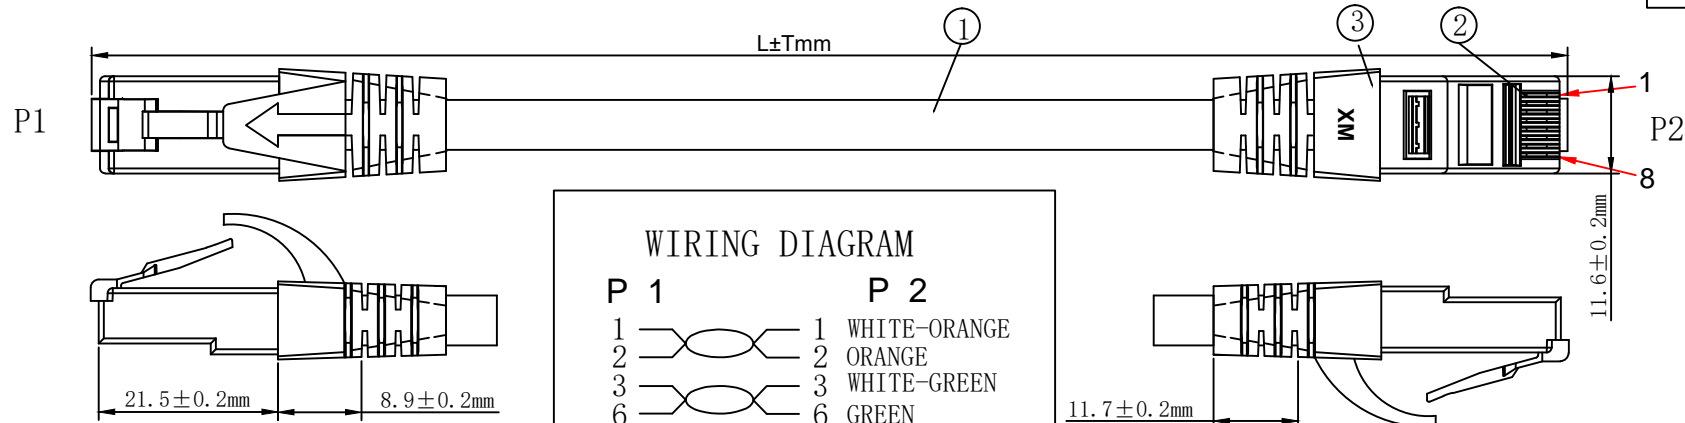 L±Tmm
1
3
2
P1
XM
1
P2
8
11.6±0.2mm
WIRING DIAGRAM
P 1 P 2
1 1 WHITE-ORANGE
2 2 ORANGE
3 3 WHITE-GREEN
6 6 GREEN
21.5±0.2mm
8.9±0.2mm
11.7±0.2mm